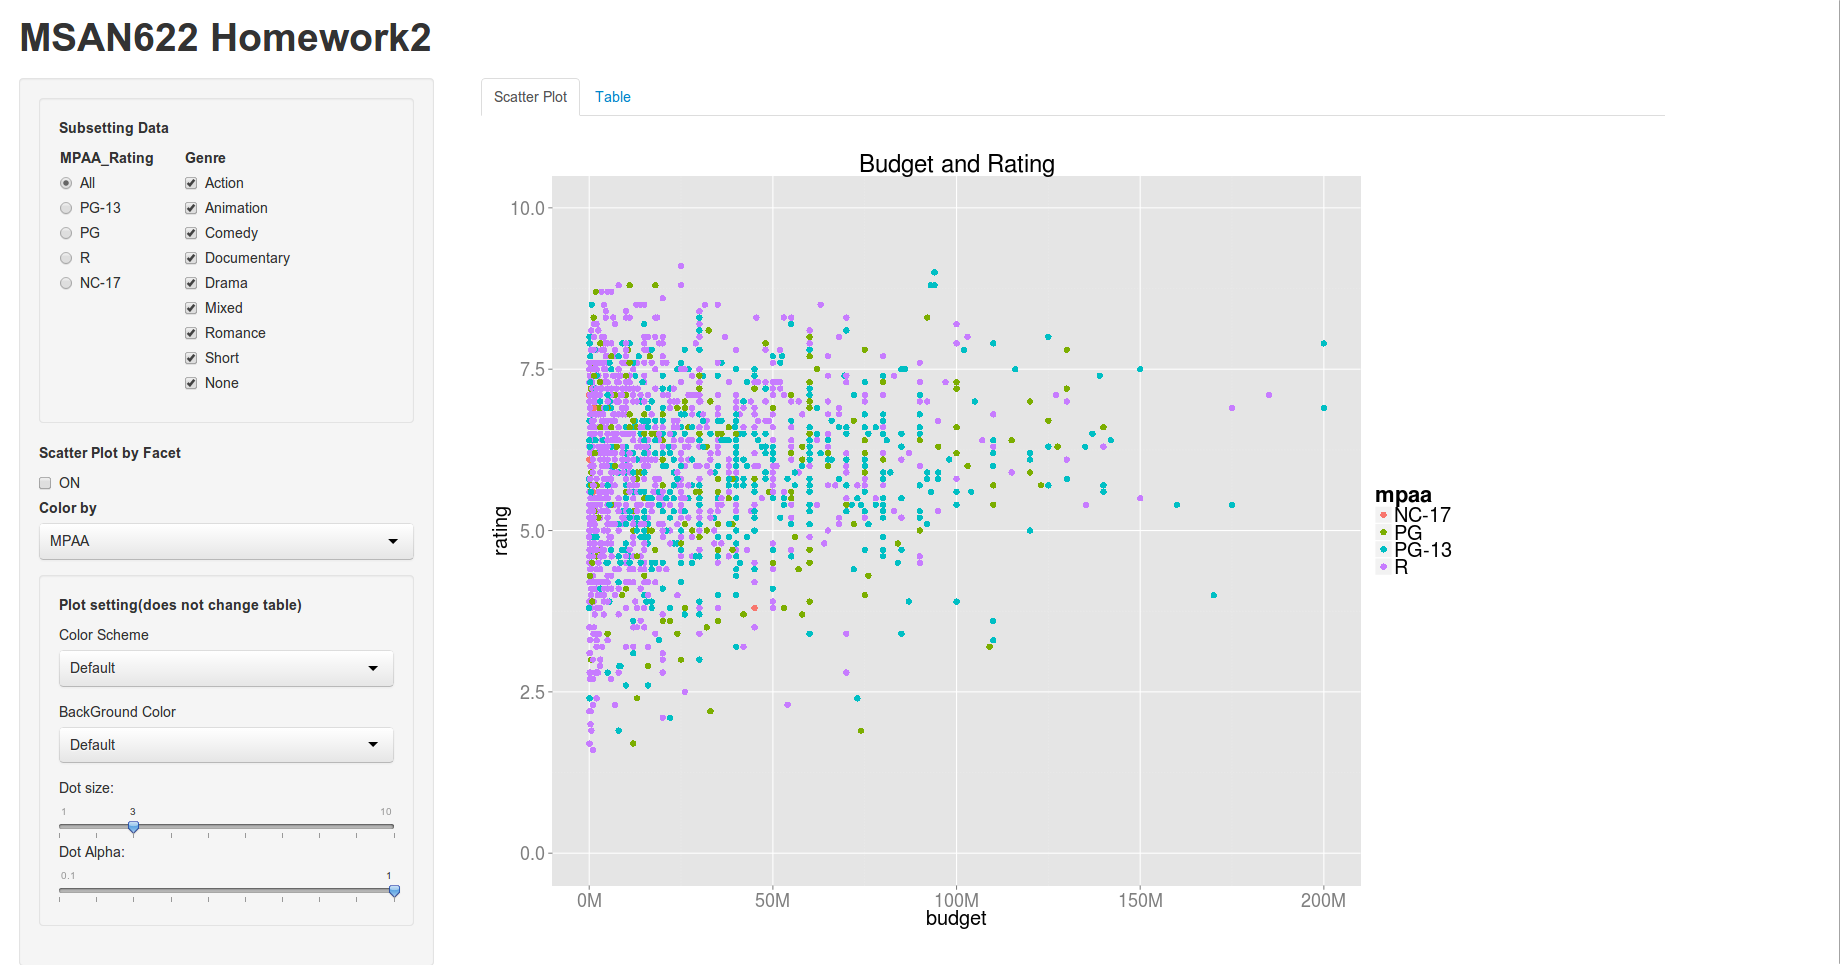 MSAN622 Homework2
Subsetting Data
MPAA_Rating
All
PG-13
PG
R
NC-17
Genre
Action
Animation
Comedy
Documentary
Drama
Mixed
Romance
Short
None
Scatter Plot by Facet
ON
Color by
MPAA
Plot setting(does not change table)
Color Scheme
Default
BackGround Color
Default
Dot size:
1 3 10
Dot Alpha:
0.1 1
Scatter Plot Table
Budget and Rating
rating
10.0
7.5
5.0
2.5
0.0
0M 50M 100M 150M 200M
budget
mpaa
NC-17
PG
PG-13
R